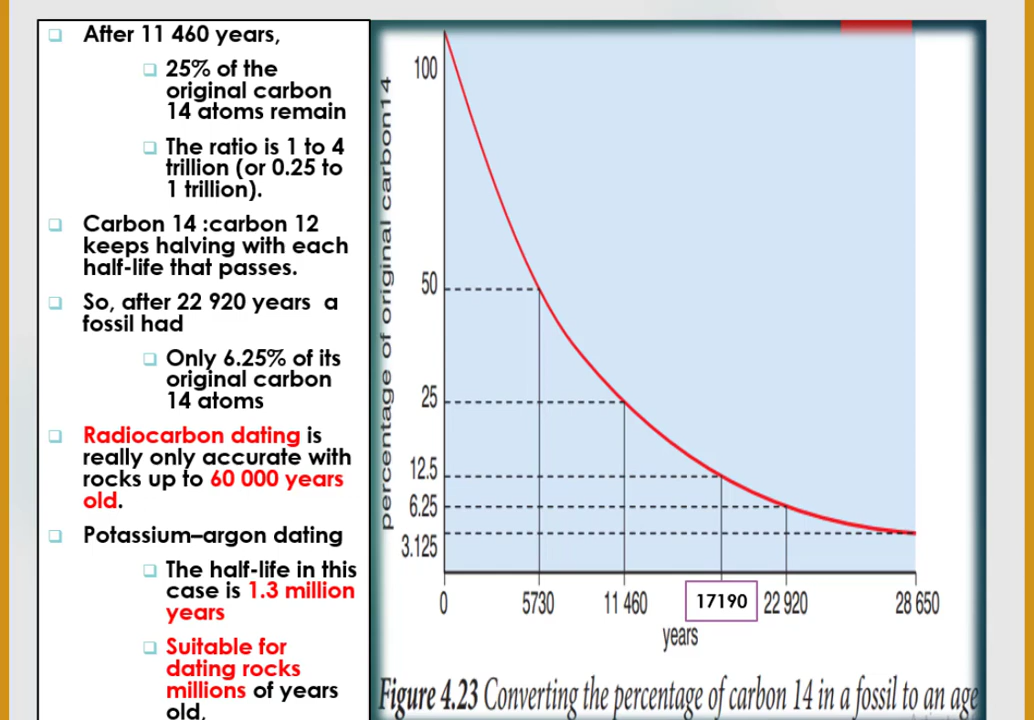 After 11 460 years,
25% of the
original carbon
14 atoms remain
The ratio is 1 to 4
trillion (or 0.25 to
1 trillion).
Carbon 14 :carbon 12
keeps halving with each
half-life that passes.
So, after 22 920 years a
fossil had
Only 6.25% of its
original carbon
14 atoms
Radiocarbon dating is
really only accurate with
rocks up to 60 000 years
old.
Potassium–argon dating
The half-life in this
case is 1.3 million
years
Suitable for
dating rocks
millions of years
old,
percentage of original carbon14
100
50
25
12.5
6.25
3.125
0 5730 11 460 17190 22 920 28 650
years
Figure 4.23 Converting the percentage of carbon 14 in a fossil to an age